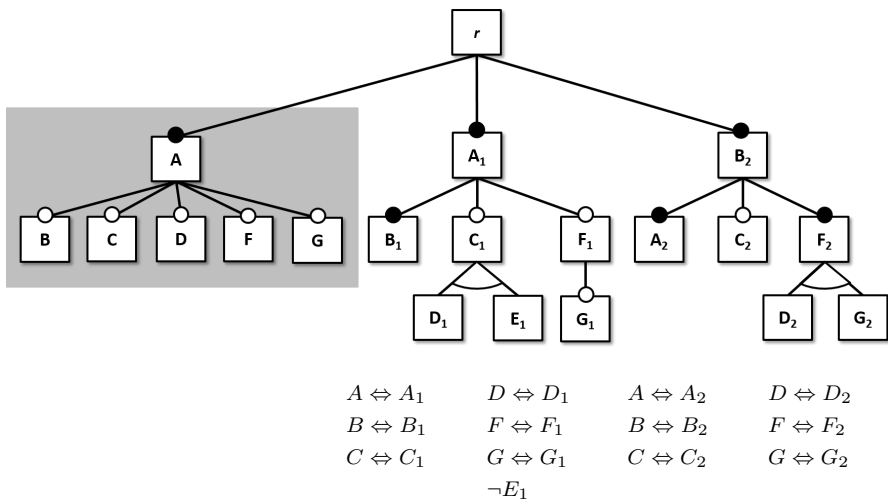 r
A A₁ B₂
B C D F G B₁ C₁ F₁ A₂ C₂ F₂
D₁ E₁ G₁ D₂ G₂
A ⇔ A₁ D ⇔ D₁ A ⇔ A₂ D ⇔ D₂
B ⇔ B₁ F ⇔ F₁ B ⇔ B₂ F ⇔ F₂
C ⇔ C₁ G ⇔ G₁ C ⇔ C₂ G ⇔ G₂
¬E₁